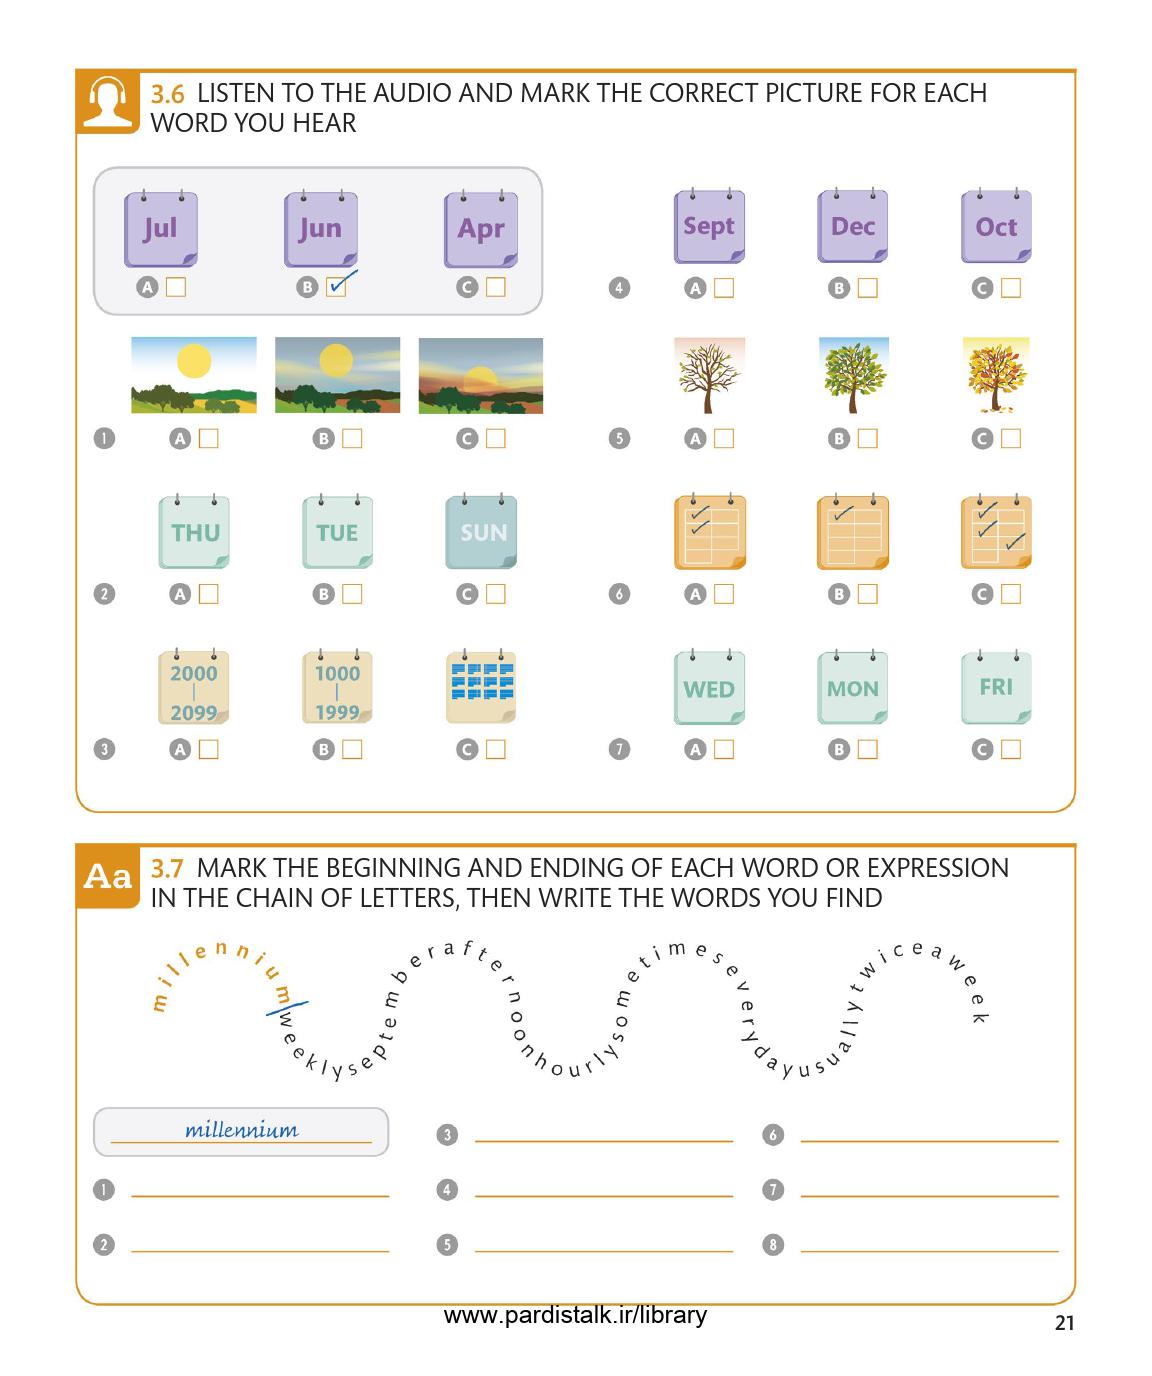 3.6 LISTEN TO THE AUDIO AND MARK THE CORRECT PICTURE FOR EACH
WORD YOU HEAR
Jul Jun Apr
A B C
Sept Dec Oct
4 A B C
1 A B C
5 A B C
THU TUE SUN
2 A B C
6 A B C
2000 1000
2099 1999
3 A B C
WED MON FRI
7 A B C
Aa
3.7 MARK THE BEGINNING AND ENDING OF EACH WORD OR EXPRESSION
IN THE CHAIN OF LETTERS, THEN WRITE THE WORDS YOU FIND
millenniumweeklyseptemberafternoonhourlysometimeseverydayusuallytwiceaweek
millennium
3
6
1
4
7
2
5
8
www.pardistalk.ir/library
21